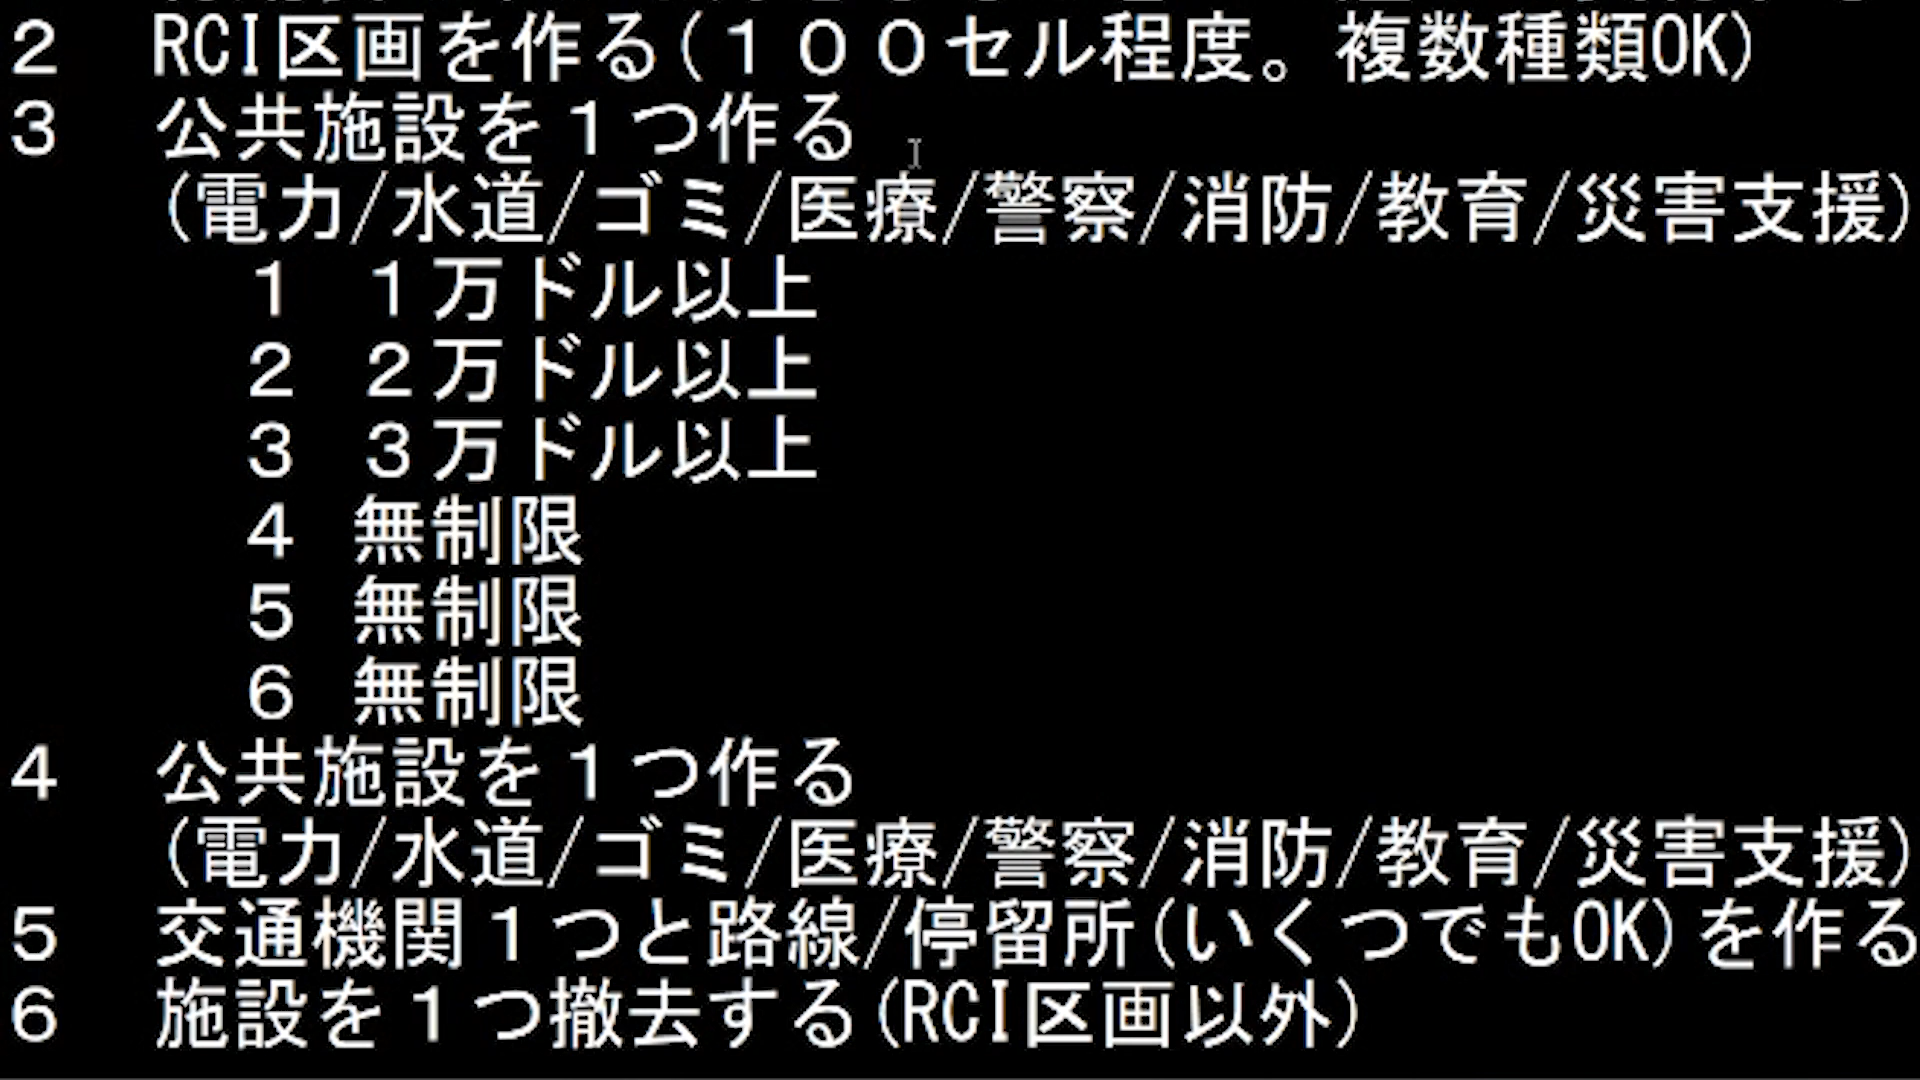 2 RCI区画を作る(１００セル程度。複数種類OK)
3 公共施設を１つ作る
(電力/水道/ゴミ/医療/警察/消防/教育/災害支援)
1 １万ドル以上
2 ２万ドル以上
3 ３万ドル以上
4 無制限
5 無制限
6 無制限
4 公共施設を１つ作る
(電力/水道/ゴミ/医療/警察/消防/教育/災害支援)
5 交通機関１つと路線/停留所(いくつでもOK)を作る
6 施設を１つ撤去する(RCI区画以外)